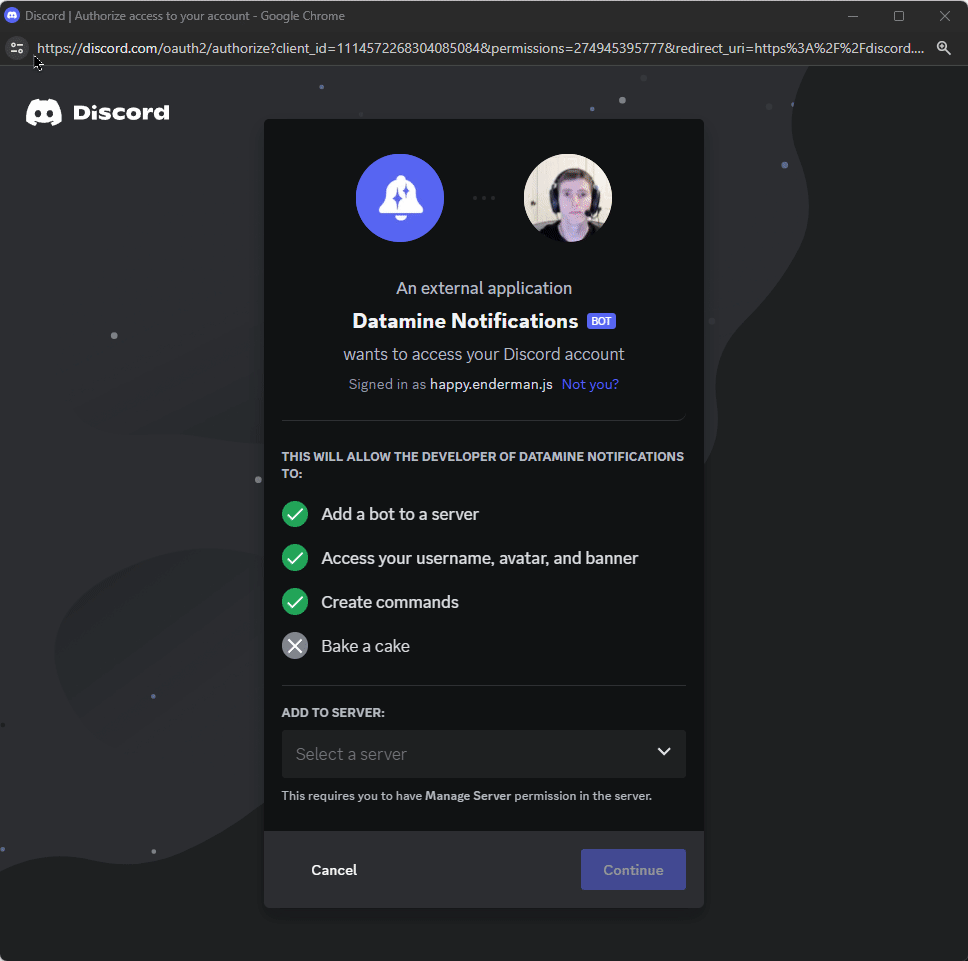 Discord | Authorize access to your account - Google Chrome
https://discord.com/oauth2/authorize?client_id=1114572268304085084&permissions=274945395777&redirect_uri=https%3A%2F%2Fdiscord....
Discord
An external application
Datamine Notifications BOT
wants to access your Discord account
Signed in as happy.enderman.js Not you?
THIS WILL ALLOW THE DEVELOPER OF DATAMINE NOTIFICATIONS
TO:
Add a bot to a server
Access your username, avatar, and banner
Create commands
Bake a cake
ADD TO SERVER:
Select a server
This requires you to have Manage Server permission in the server.
Cancel
Continue